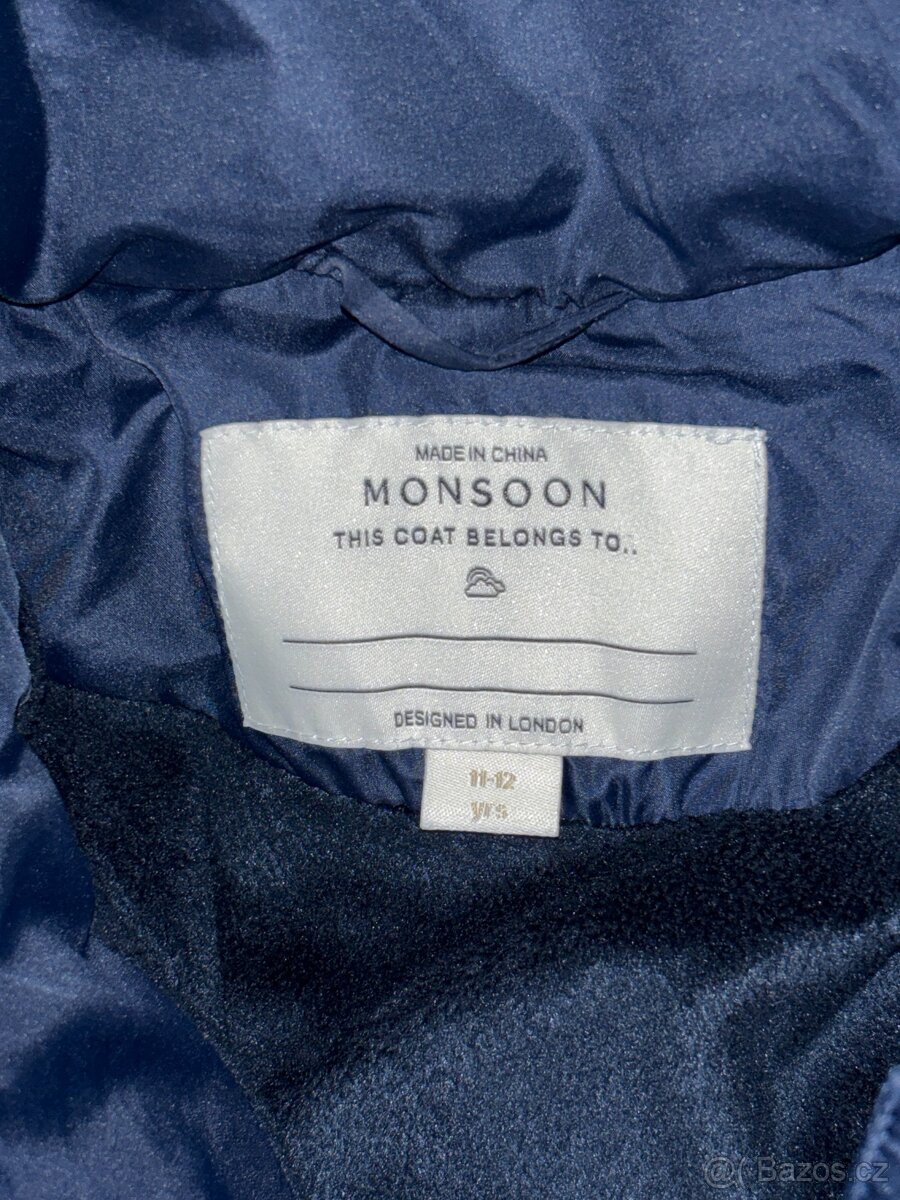 MADE IN CHINA
MONSOON
THIS COAT BELONGS TO..
DESIGNED IN LONDON
11-12
yrs
@ Bazos.cz